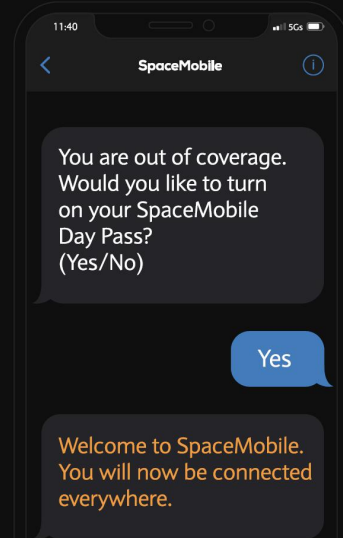 11:40
5Gs
SpaceMobile
You are out of coverage.
Would you like to turn
on your SpaceMobile
Day Pass?
(Yes/No)
Yes
Welcome to SpaceMobile.
You will now be connected
everywhere.